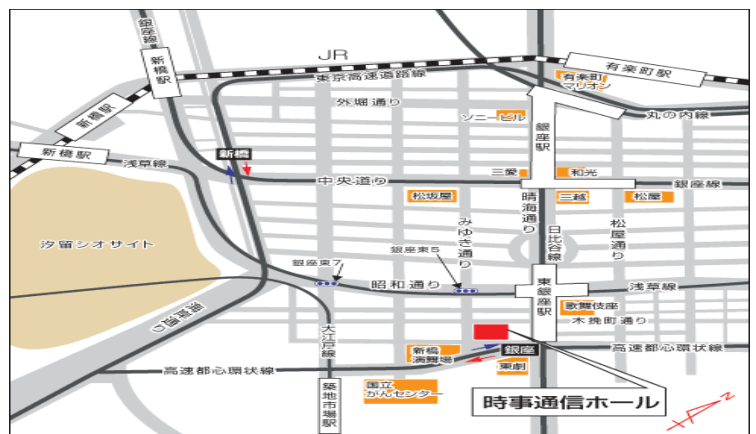 銀座線
新橋駅
JR
東京高速道路線
有楽町駅
有楽町
マリオン
新橋駅
外堀通り
ソニービル
丸の内線
銀座駅
新橋駅
浅草線
新橋
三愛
和光
中央通り
銀座線
松坂屋
三越
松屋
晴海通り
みゆき通り
日比谷線
松屋通り
汐留シオサイト
銀座東7
銀座東5
昭和通り
東銀座駅
浅草線
歌舞伎座
木挽町通り
海岸通り
大江戸線
新橋
演舞場
銀座
高速都心環状線
東劇
高速都心環状線
国立
がんセンター
築地市場駅
時事通信ホール
N